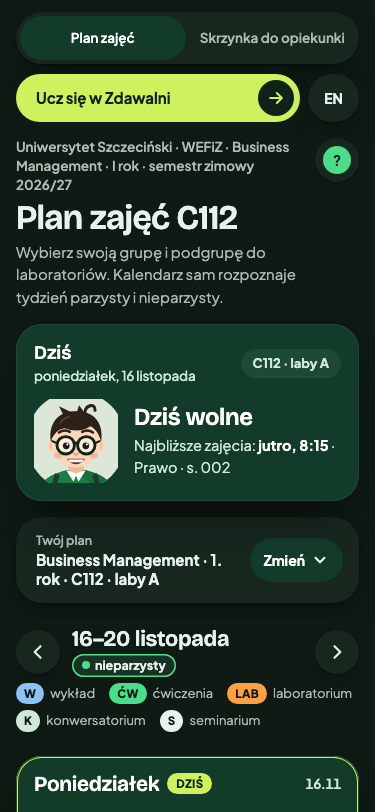 Plan zajęć
Skrzynka do opiekunki
Ucz się w Zdawalni
EN
Uniwersytet Szczeciński · WEFiZ · Business
Management · I rok · semestr zimowy
2026/27
?
Plan zajęć C112
Wybierz swoją grupę i podgrupę do
laboratoriów. Kalendarz sam rozpoznaje
tydzień parzysty i nieparzysty.
Dziś
poniedziałek, 16 listopada
C112 · laby A
Dziś wolne
Najbliższe zajęcia: jutro, 8:15 ·
Prawo · s. 002
Twój plan
Business Management · 1.
rok · C112 · laby A
Zmień
16–20 listopada
nieparzysty
W wykład ĆW ćwiczenia LAB laboratorium
K konwersatorium S seminarium
Poniedziałek DZIŚ 16.11